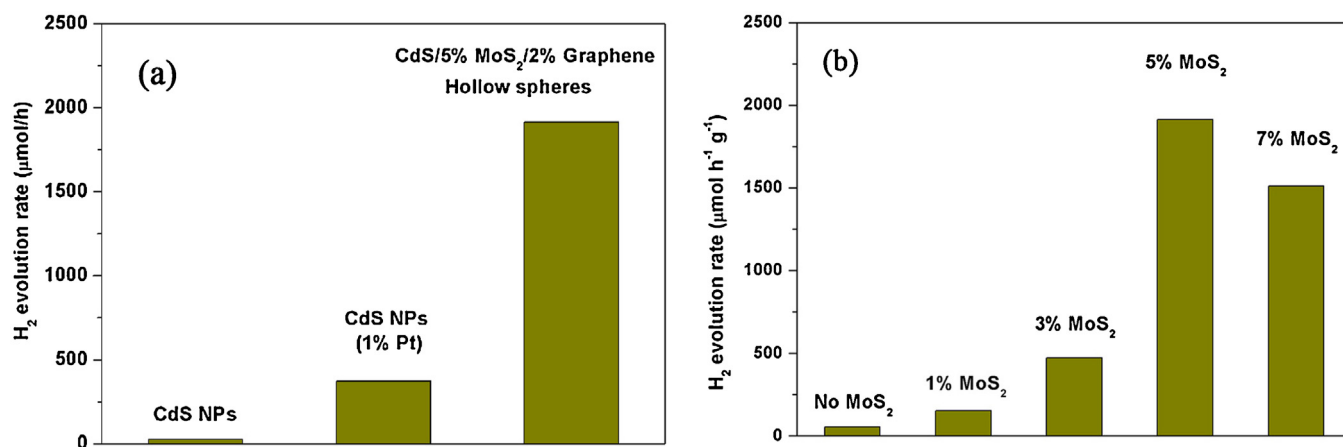 (a)
H2 evolution rate (μmol/h)
2500
2000
1500
1000
500
0
CdS NPs
CdS NPs
(1% Pt)
CdS/5% MoS2/2% Graphene
Hollow spheres
(b)
H2 evolution rate (μmol h-1 g-1)
2500
2000
1500
1000
500
0
No MoS2
1% MoS2
3% MoS2
5% MoS2
7% MoS2